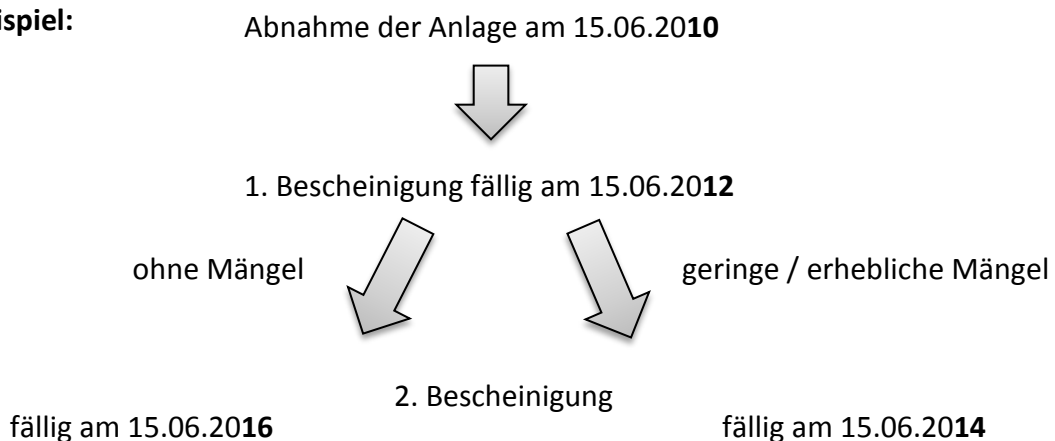 ispiel:
Abnahme der Anlage am 15.06.2010
1. Bescheinigung fällig am 15.06.2012
ohne Mängel
geringe / erhebliche Mängel
2. Bescheinigung
fällig am 15.06.2016
fällig am 15.06.2014